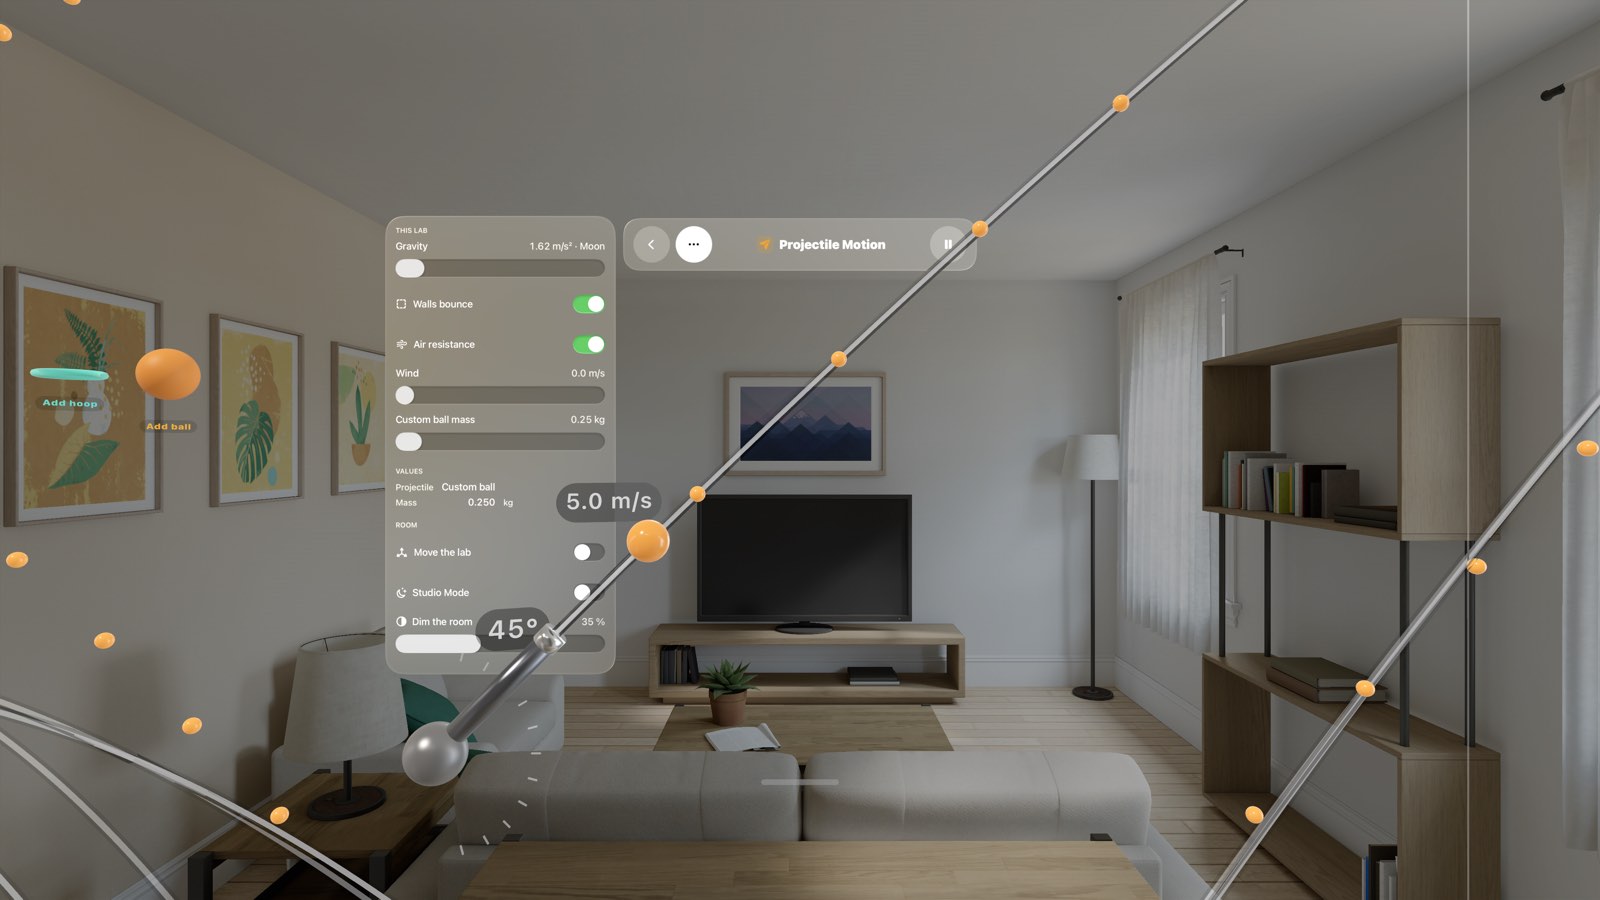 THIS LAB
Gravity 1.62 m/s² · Moon
Walls bounce
Air resistance
Wind 0.0 m/s
Custom ball mass 0.25 kg
VALUES
Projectile Custom ball
Mass 0.250 kg
ROOM
Move the lab
Studio Mode
Dim the room 35 %
Projectile Motion
5.0 m/s
45°
Add hoop
Add ball